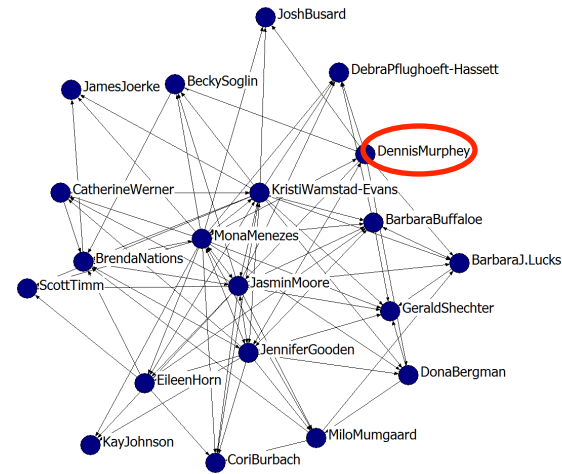 JoshBusard
DebraPflughoeft-Hassett
JamesJoerke
BeckySoglin
DennisMurphey
CatherineWerner
KristiWamstad-Evans
BarbaraBuffaloe
MonaMenezes
BrendaNations
BarbaraJ.Lucks
ScottTimm
JasminMoore
GeraldShechter
JenniferGooden
DonaBergman
EileenHorn
KayJohnson
MiloMumgaard
CoriBurbach